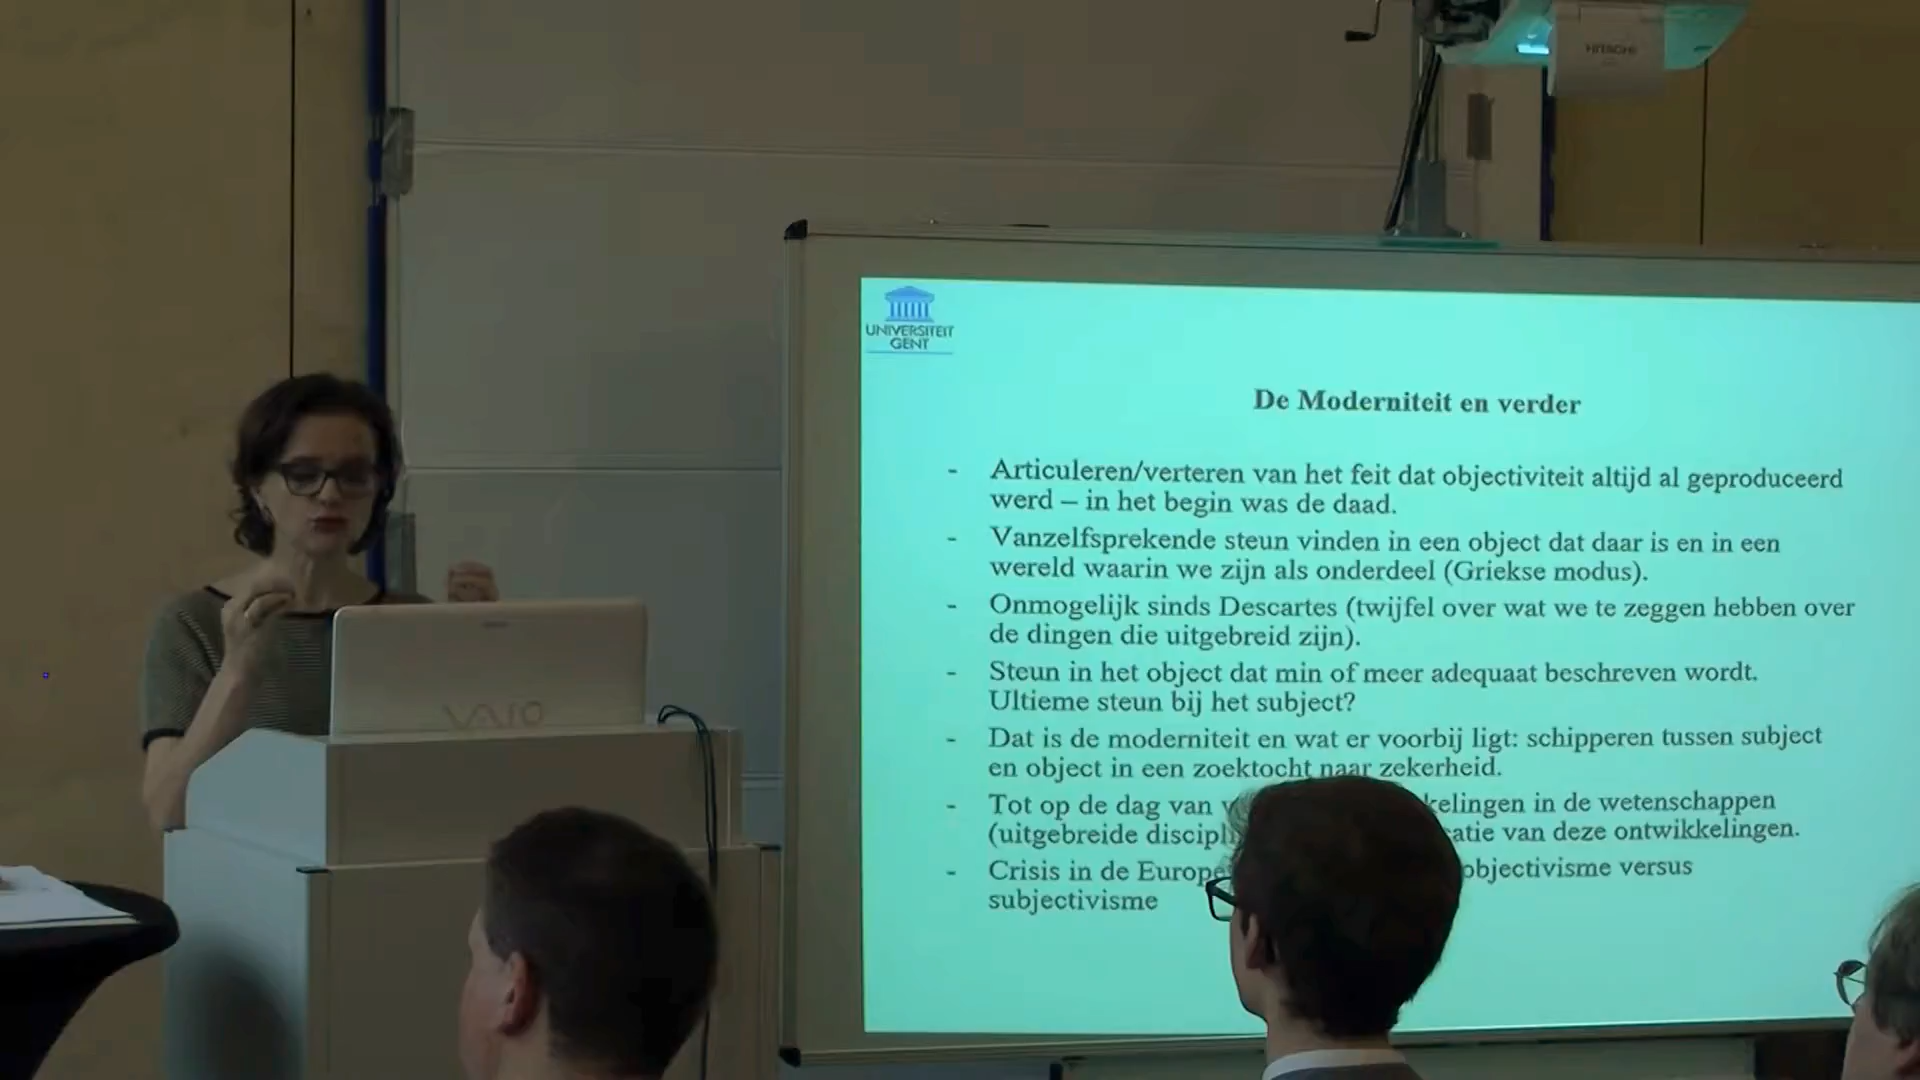 HITACHI
UNIVERSITEIT
GENT
De Moderniteit en verder
- Articuleren/verteren van het feit dat objectiviteit altijd al geproduceerd
werd – in het begin was de daad.
- Vanzelfsprekende steun vinden in een object dat daar is en in een
wereld waarin we zijn als onderdeel (Griekse modus).
- Onmogelijk sinds Descartes (twijfel over wat we te zeggen hebben over
de dingen die uitgebreid zijn).
- Steun in het object dat min of meer adequaat beschreven wordt.
Ultieme steun bij het subject?
- Dat is de moderniteit en wat er voorbij ligt: schipperen tussen subject
en object in een zoektocht naar zekerheid.
- Tot op de dag van kelingen in de wetenschappen
(uitgebreide discipl atie van deze ontwikkelingen.
- Crisis in de Europe objectivisme versus
subjectivisme
VAIO